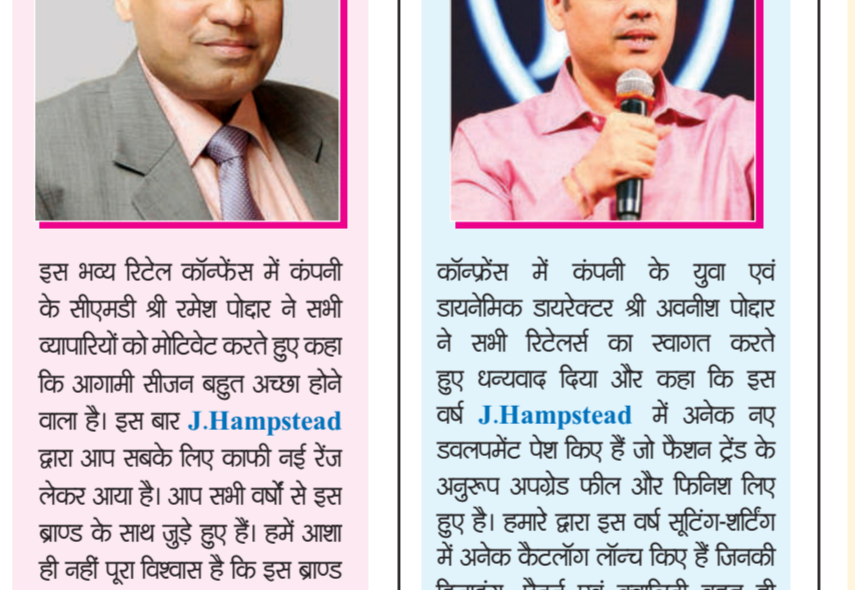 इस भव्य रिटेल कॉन्फेंस में कंपनी
के सीएमडी श्री रमेश पोद्दार ने सभी
व्यापारियों को मोटिवेट करते हुए कहा
कि आगामी सीजन बहुत अच्छा होने
वाला है। इस बार J.Hampstead
द्वारा आप सबके लिए काफी नई रेंज
लेकर आया है। आप सभी वर्षों से इस
ब्राण्ड के साथ जुड़े हुए हैं। हमें आशा
ही नहीं पूरा विश्वास है कि इस ब्राण्ड
कॉन्फ्रेंस में कंपनी के युवा एवं
डायनेमिक डायरेक्टर श्री अवनीश पोद्दार
ने सभी रिटेलर्स का स्वागत करते
हुए धन्यवाद दिया और कहा कि इस
वर्ष J.Hampstead में अनेक नए
डवलपमेंट पेश किए हैं जो फैशन ट्रेंड के
अनुरूप अपग्रेड फील और फिनिश लिए
हुए है। हमारे द्वारा इस वर्ष सूटिंग-शर्टिंग
में अनेक कैटलॉग लॉन्च किए हैं जिनकी